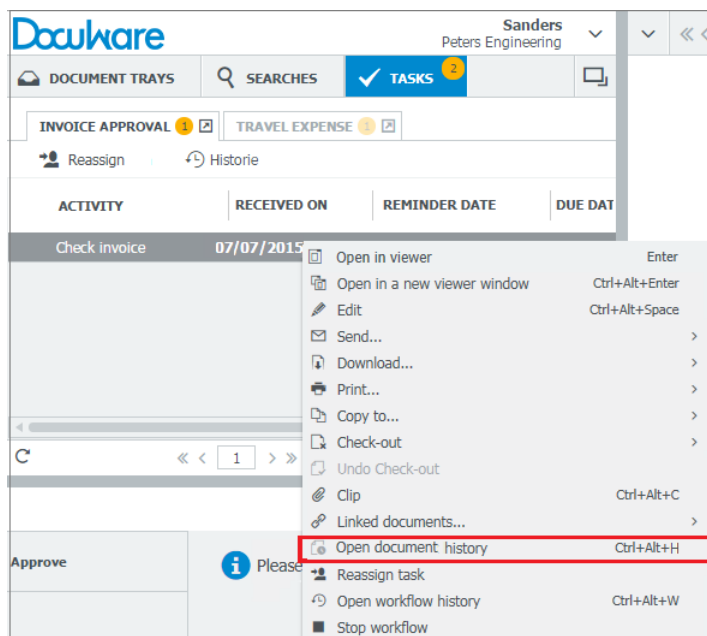 DocuWare
Sanders
Peters Engineering
DOCUMENT TRAYS
SEARCHES
TASKS
2
INVOICE APPROVAL 1
TRAVEL EXPENSE 1
Reassign
Historie
ACTIVITY
RECEIVED ON
REMINDER DATE
DUE DAT
Check invoice
07/07/2015
Open in viewer Enter
Open in a new viewer window Ctrl+Alt+Enter
Edit Ctrl+Alt+Space
Send...
Download...
Print...
Copy to...
Check-out
1
Undo Check-out
Clip Ctrl+Alt+C
Linked documents...
Open document history Ctrl+Alt+H
Approve
Please
Reassign task
Open workflow history Ctrl+Alt+W
Stop workflow